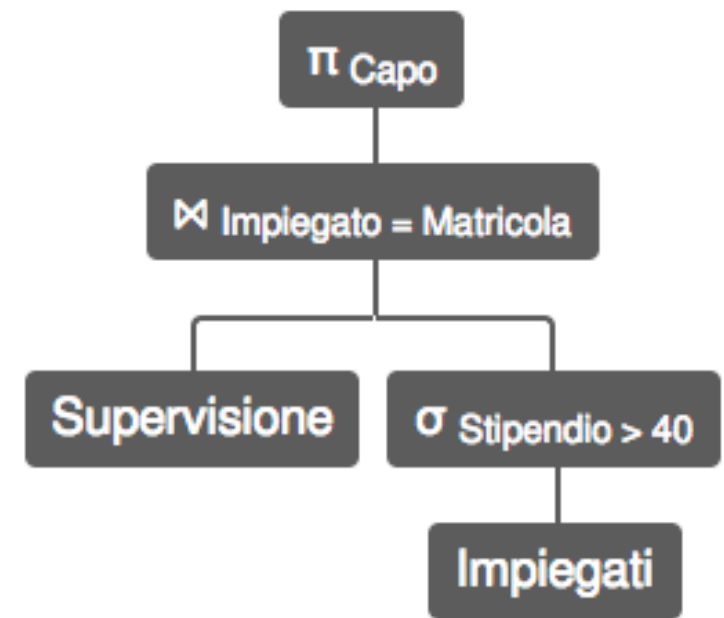 π Capo
⋈ Impiegato = Matricola
Supervisione
σ Stipendio > 40
Impiegati